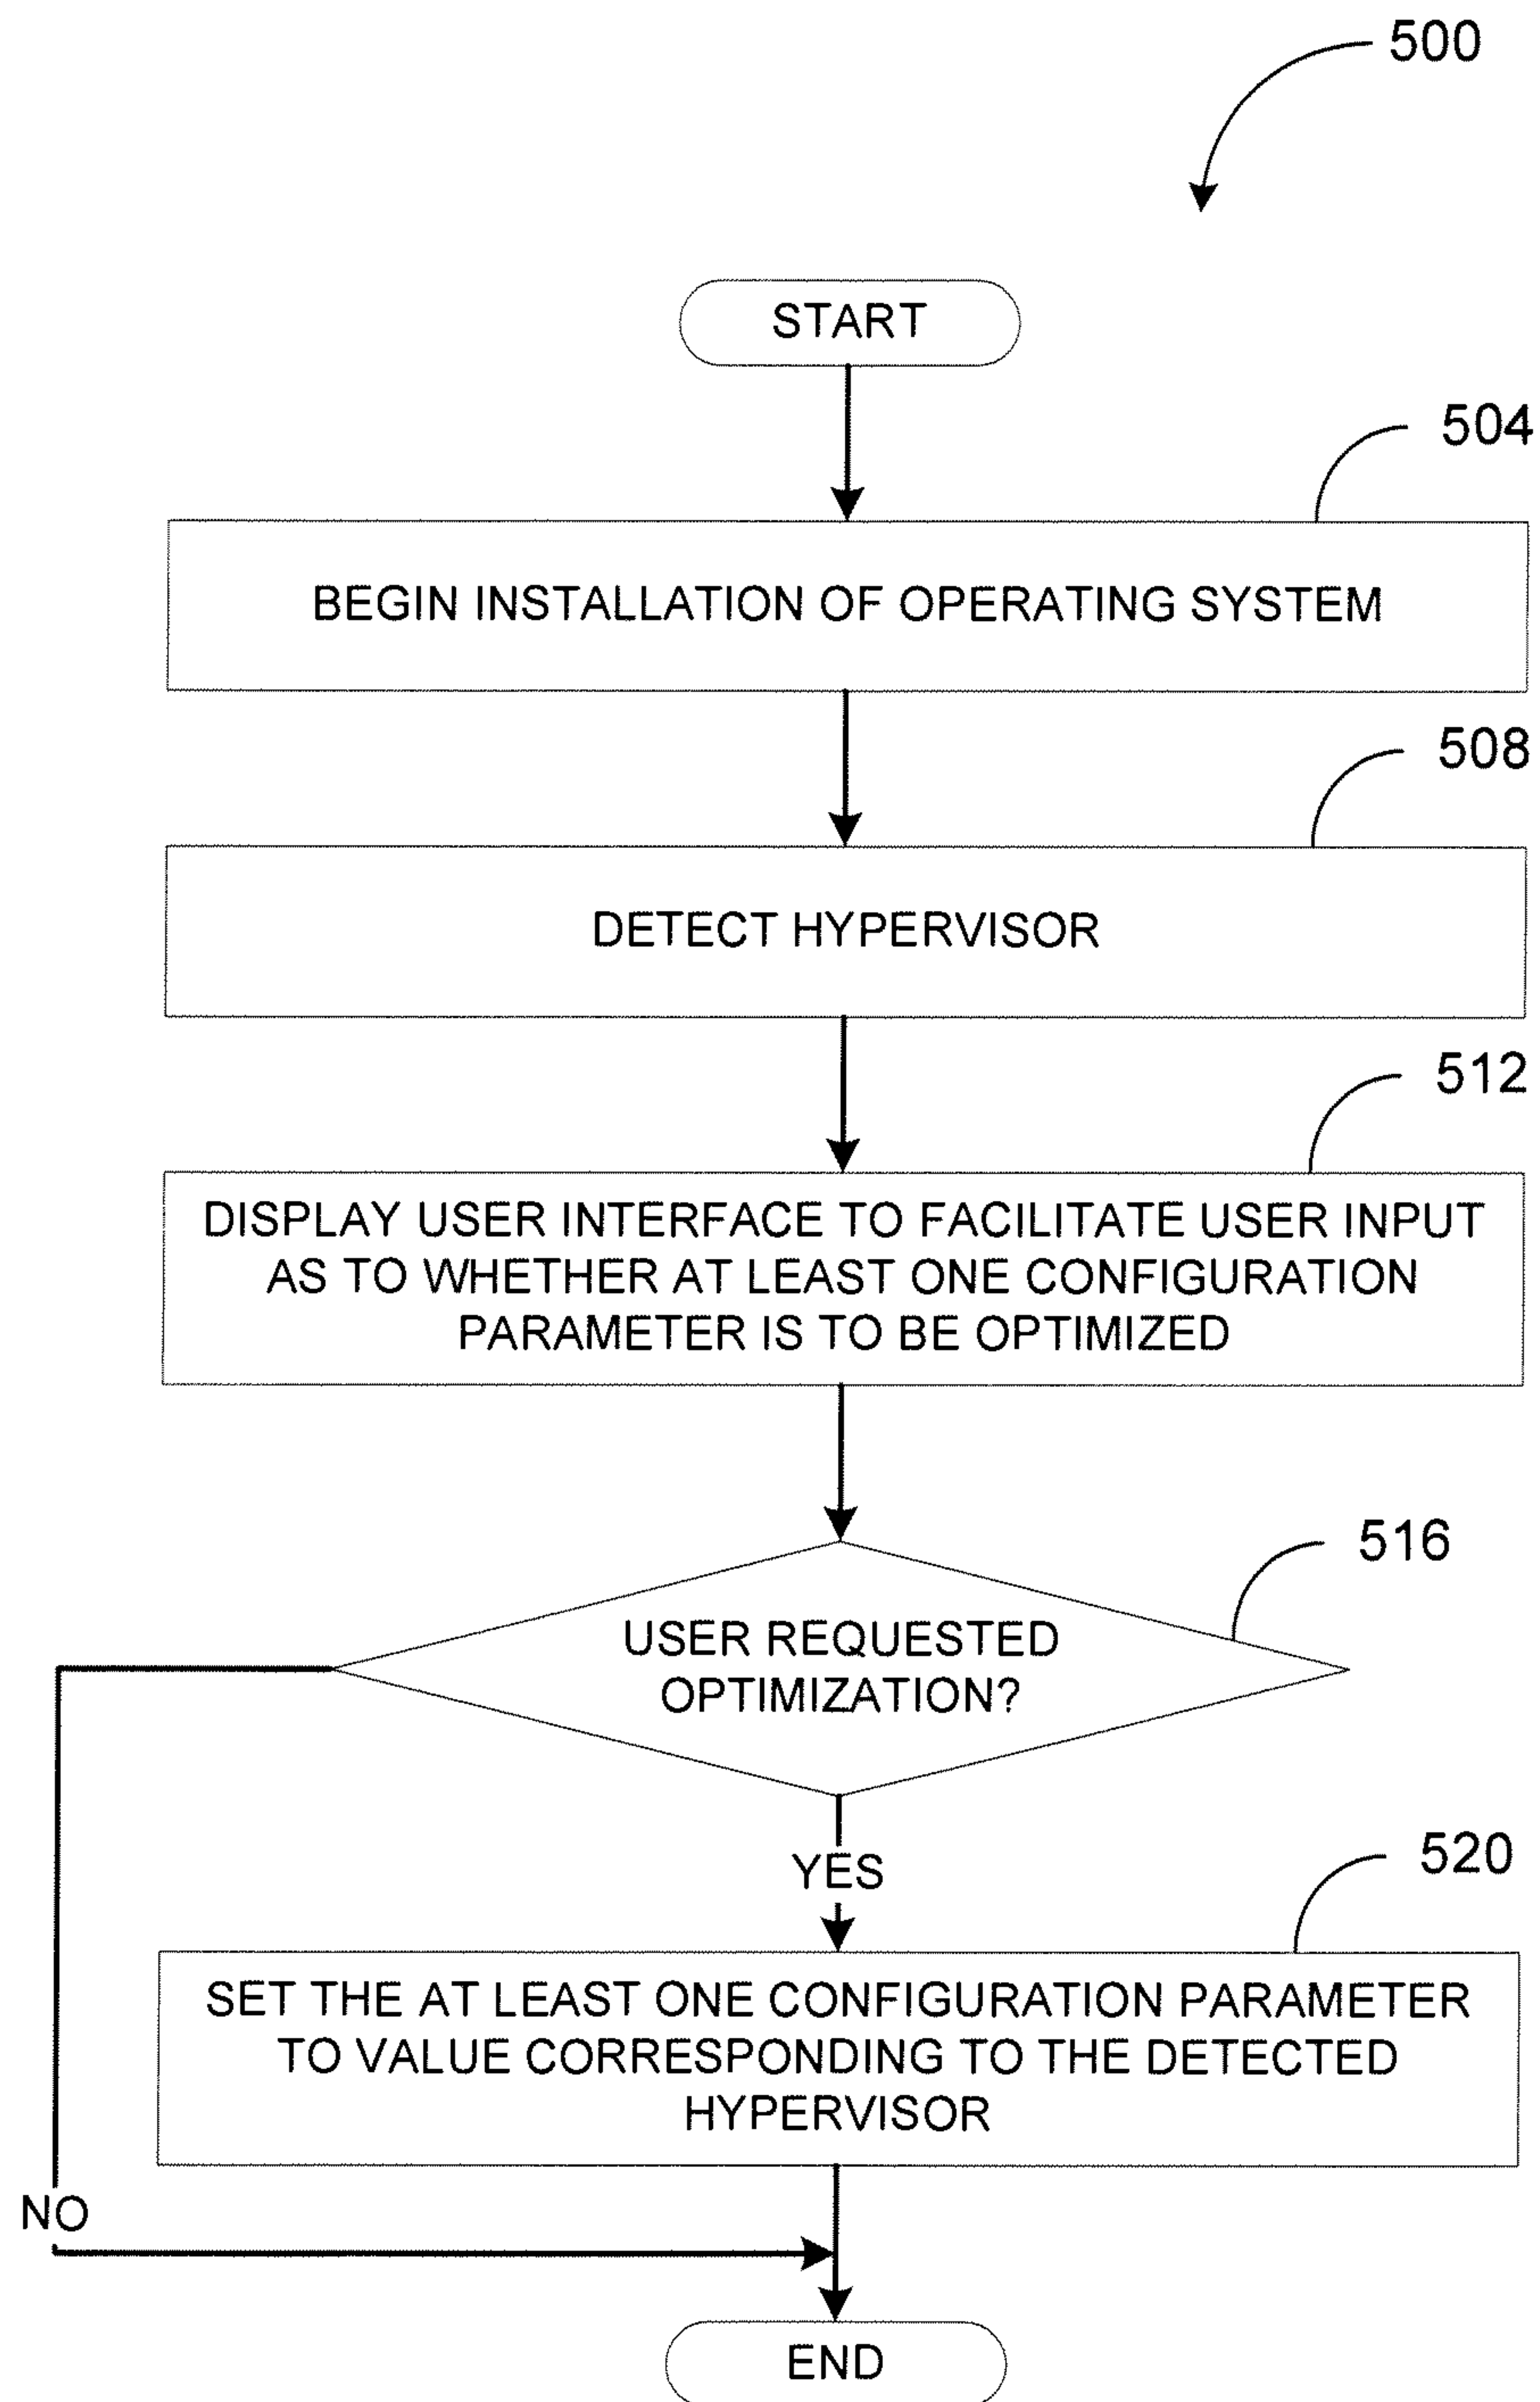 500
START
504
BEGIN INSTALLATION OF OPERATING SYSTEM
508
DETECT HYPERVISOR
512
DISPLAY USER INTERFACE TO FACILITATE USER INPUT
AS TO WHETHER AT LEAST ONE CONFIGURATION
PARAMETER IS TO BE OPTIMIZED
516
USER REQUESTED
OPTIMIZATION?
YES
520
SET THE AT LEAST ONE CONFIGURATION PARAMETER
TO VALUE CORRESPONDING TO THE DETECTED
HYPERVISOR
NO
END